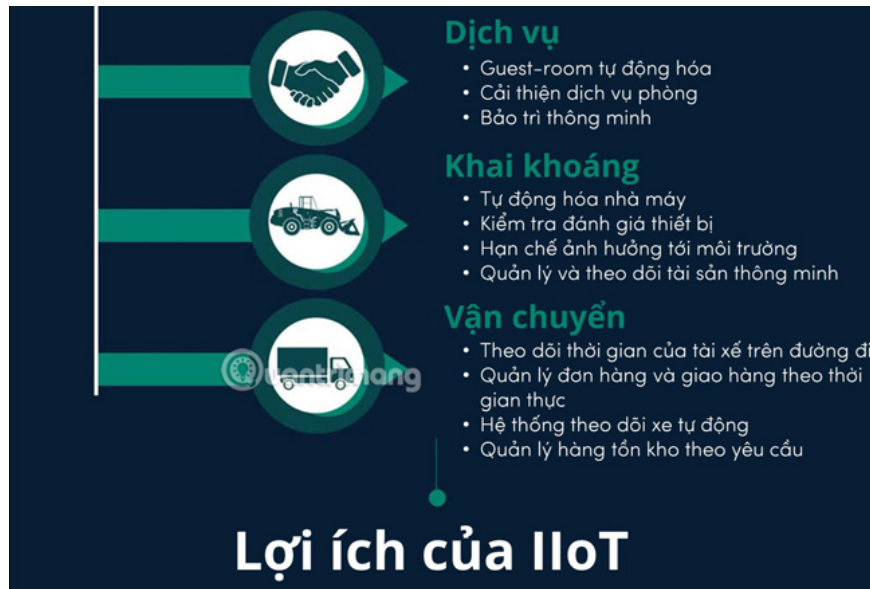 Dịch vụ
• Guest-room tự động hóa
• Cải thiện dịch vụ phòng
• Bảo trì thông minh
Khai khoáng
• Tự động hóa nhà máy
• Kiểm tra đánh giá thiết bị
• Hạn chế ảnh hưởng tới môi trường
• Quản lý và theo dõi tài sản thông minh
Vận chuyển
• Theo dõi thời gian của tài xế trên đường đi
• Quản lý đơn hàng và giao hàng theo thời
gian thực
• Hệ thống theo dõi xe tự động
• Quản lý hàng tồn kho theo yêu cầu
Quantrimang
Lợi ích của IIoT